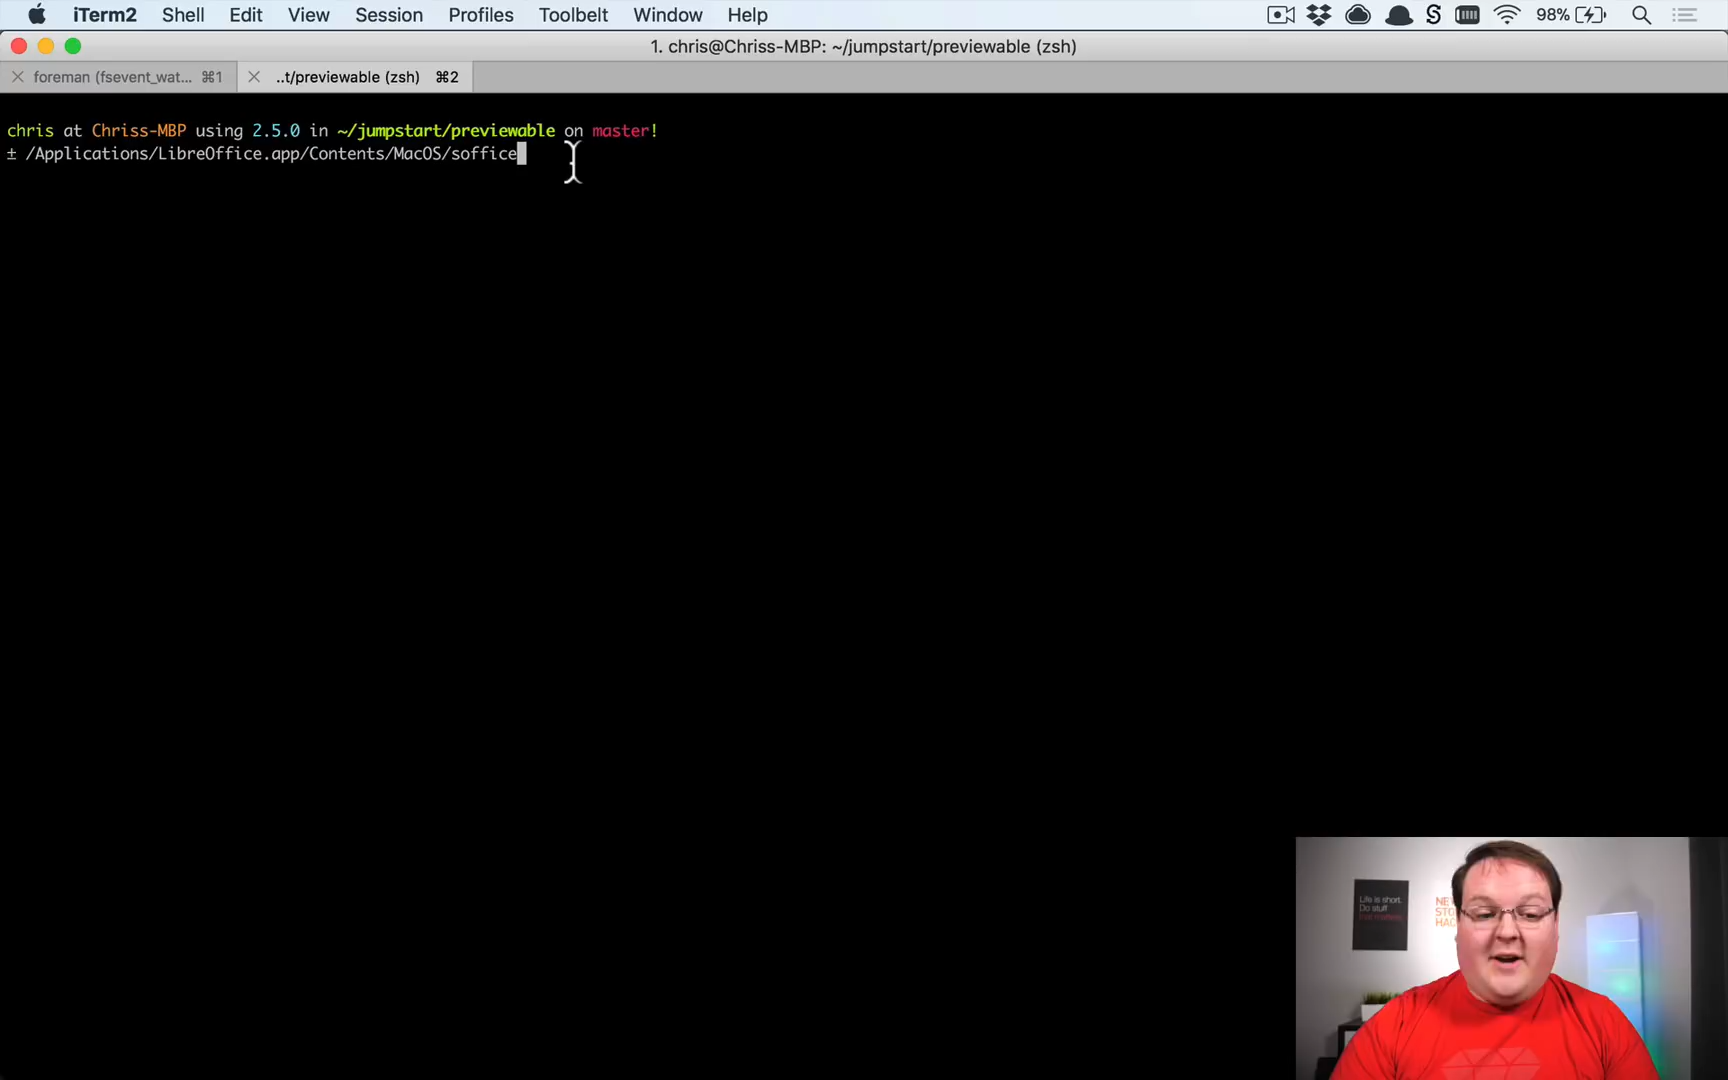 iTerm2 Shell Edit View Session Profiles Toolbelt Window Help 98%
1. chris@Chriss-MBP: ~/jumpstart/previewable (zsh)
foreman (fsevent_wat... ⌘1 ..t/previewable (zsh) ⌘2
chris at Chriss-MBP using 2.5.0 in ~/jumpstart/previewable on master!
± /Applications/LibreOffice.app/Contents/MacOS/soffice
Life is short.
Do stuff
that matters.